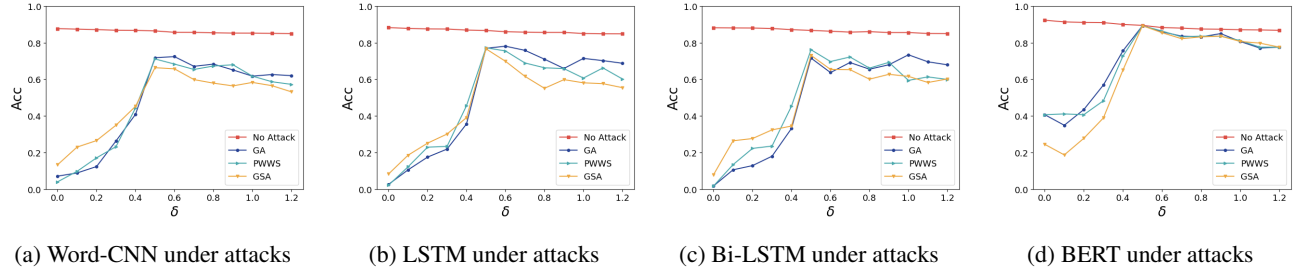 1.0
0.8
0.6
0.4
0.2
0.0
Acc
0.0 0.2 0.4 0.6 0.8 1.0 1.2
δ
No Attack
GA
PWWS
GSA
(a) Word-CNN under attacks
1.0
0.8
0.6
0.4
0.2
0.0
Acc
0.0 0.2 0.4 0.6 0.8 1.0 1.2
δ
No Attack
GA
PWWS
GSA
(b) LSTM under attacks
1.0
0.8
0.6
0.4
0.2
0.0
Acc
0.0 0.2 0.4 0.6 0.8 1.0 1.2
δ
No Attack
GA
PWWS
GSA
(c) Bi-LSTM under attacks
1.0
0.8
0.6
0.4
0.2
0.0
Acc
0.0 0.2 0.4 0.6 0.8 1.0 1.2
δ
No Attack
GA
PWWS
GSA
(d) BERT under attacks